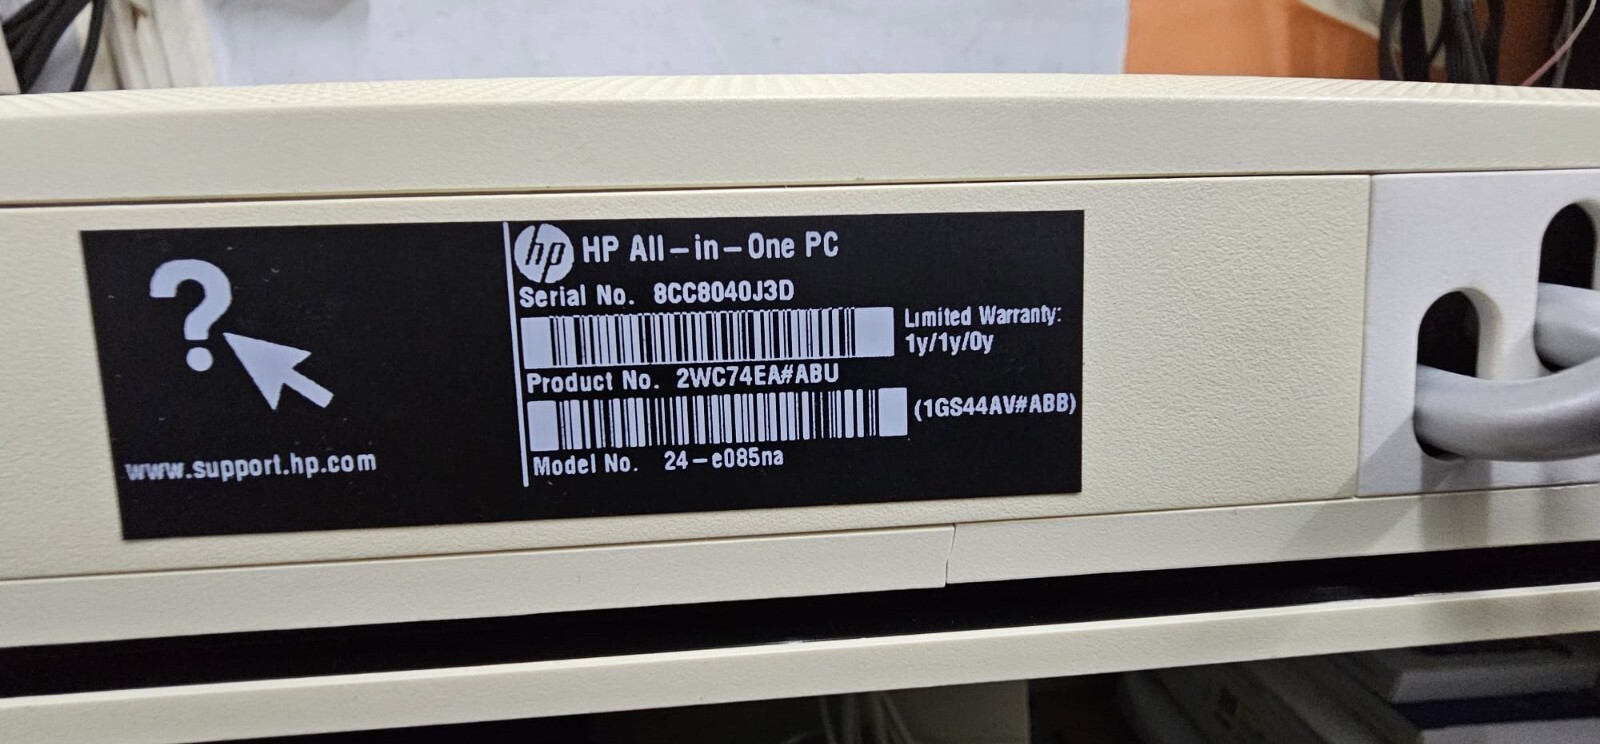 ?
www.support.hp.com
hp HP All-in-One PC
Serial No. 8CC8040J3D
Limited Warranty:
1y/1y/0y
Product No. 2WC74EA#ABU
(1GS44AV#ABB)
Model No. 24-e085na